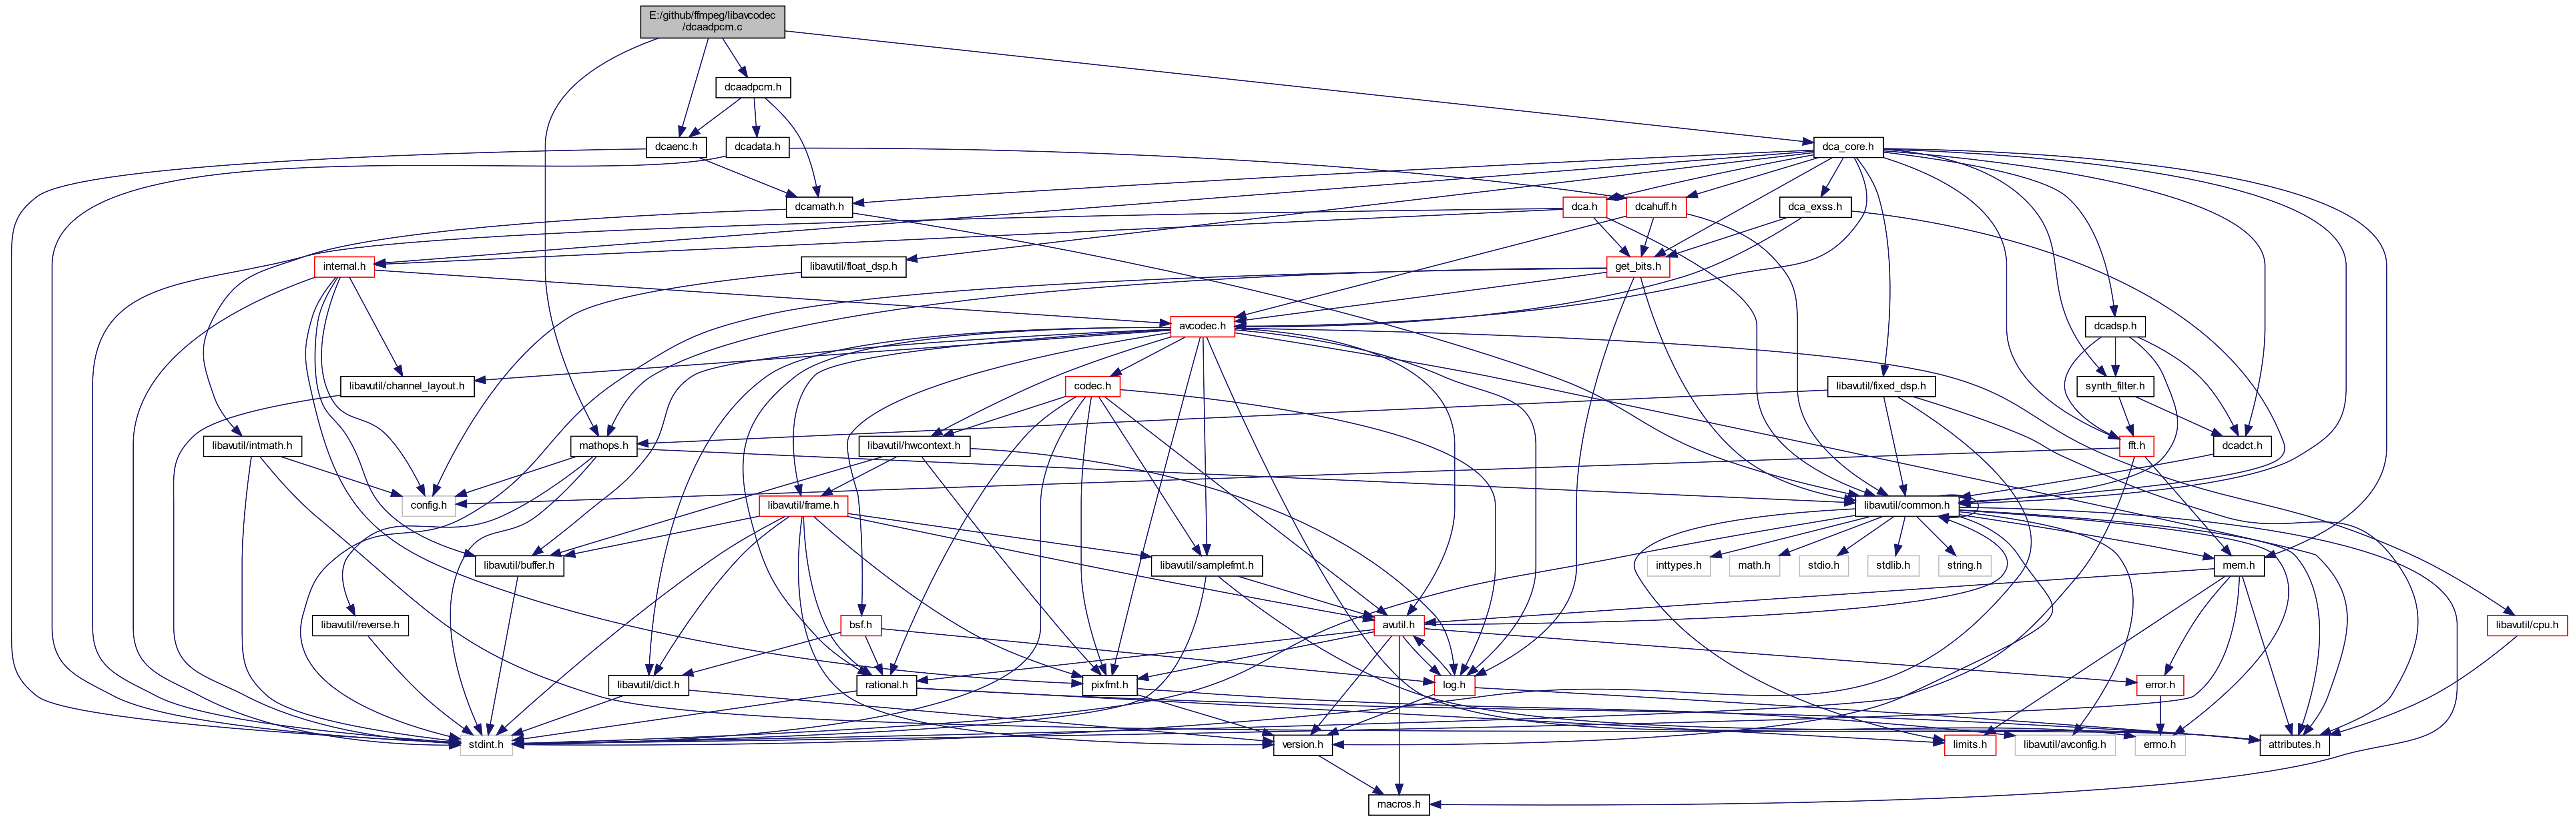 E:/github/ffmpeg/libavcodec
/dcaadpcm.c
dcaadpcm.h
dcaenc.h
dcadata.h
dca_core.h
dcamath.h
dca.h
dcahuff.h
dca_exss.h
internal.h
libavutil/float_dsp.h
get_bits.h
avcodec.h
dcadsp.h
libavutil/channel_layout.h
codec.h
libavutil/fixed_dsp.h
synth_filter.h
libavutil/intmath.h
mathops.h
libavutil/hwcontext.h
fft.h
dcadct.h
config.h
libavutil/frame.h
libavutil/common.h
libavutil/buffer.h
libavutil/samplefmt.h
inttypes.h
math.h
stdio.h
stdlib.h
string.h
mem.h
libavutil/reverse.h
bsf.h
avutil.h
libavutil/cpu.h
libavutil/dict.h
rational.h
pixfmt.h
log.h
error.h
stdint.h
version.h
limits.h
libavutil/avconfig.h
errno.h
attributes.h
macros.h